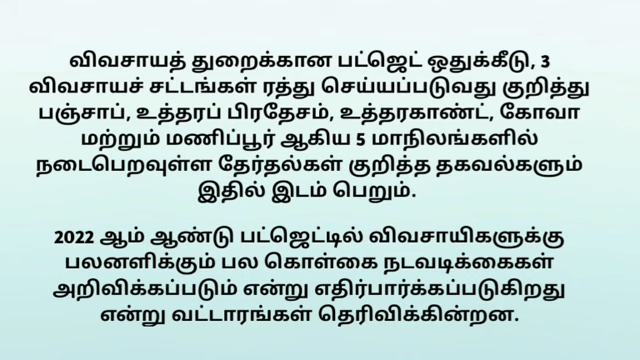 விவசாயத் துறைக்கான பட்ஜெட் ஒதுக்கீடு, 3
விவசாயச் சட்டங்கள் ரத்து செய்யப்படுவது குறித்து
பஞ்சாப், உத்தரப் பிரதேசம், உத்தரகாண்ட், கோவா
மற்றும் மணிப்பூர் ஆகிய 5 மாநிலங்களில்
நடைபெறவுள்ள தேர்தல்கள் குறித்த தகவல்களும்
இதில் இடம் பெறும்.
2022 ஆம் ஆண்டு பட்ஜெட்டில் விவசாயிகளுக்கு
பலனளிக்கும் பல கொள்கை நடவடிக்கைகள்
அறிவிக்கப்படும் என்று எதிர்பார்க்கப்படுகிறது
என்று வட்டாரங்கள் தெரிவிக்கின்றன.